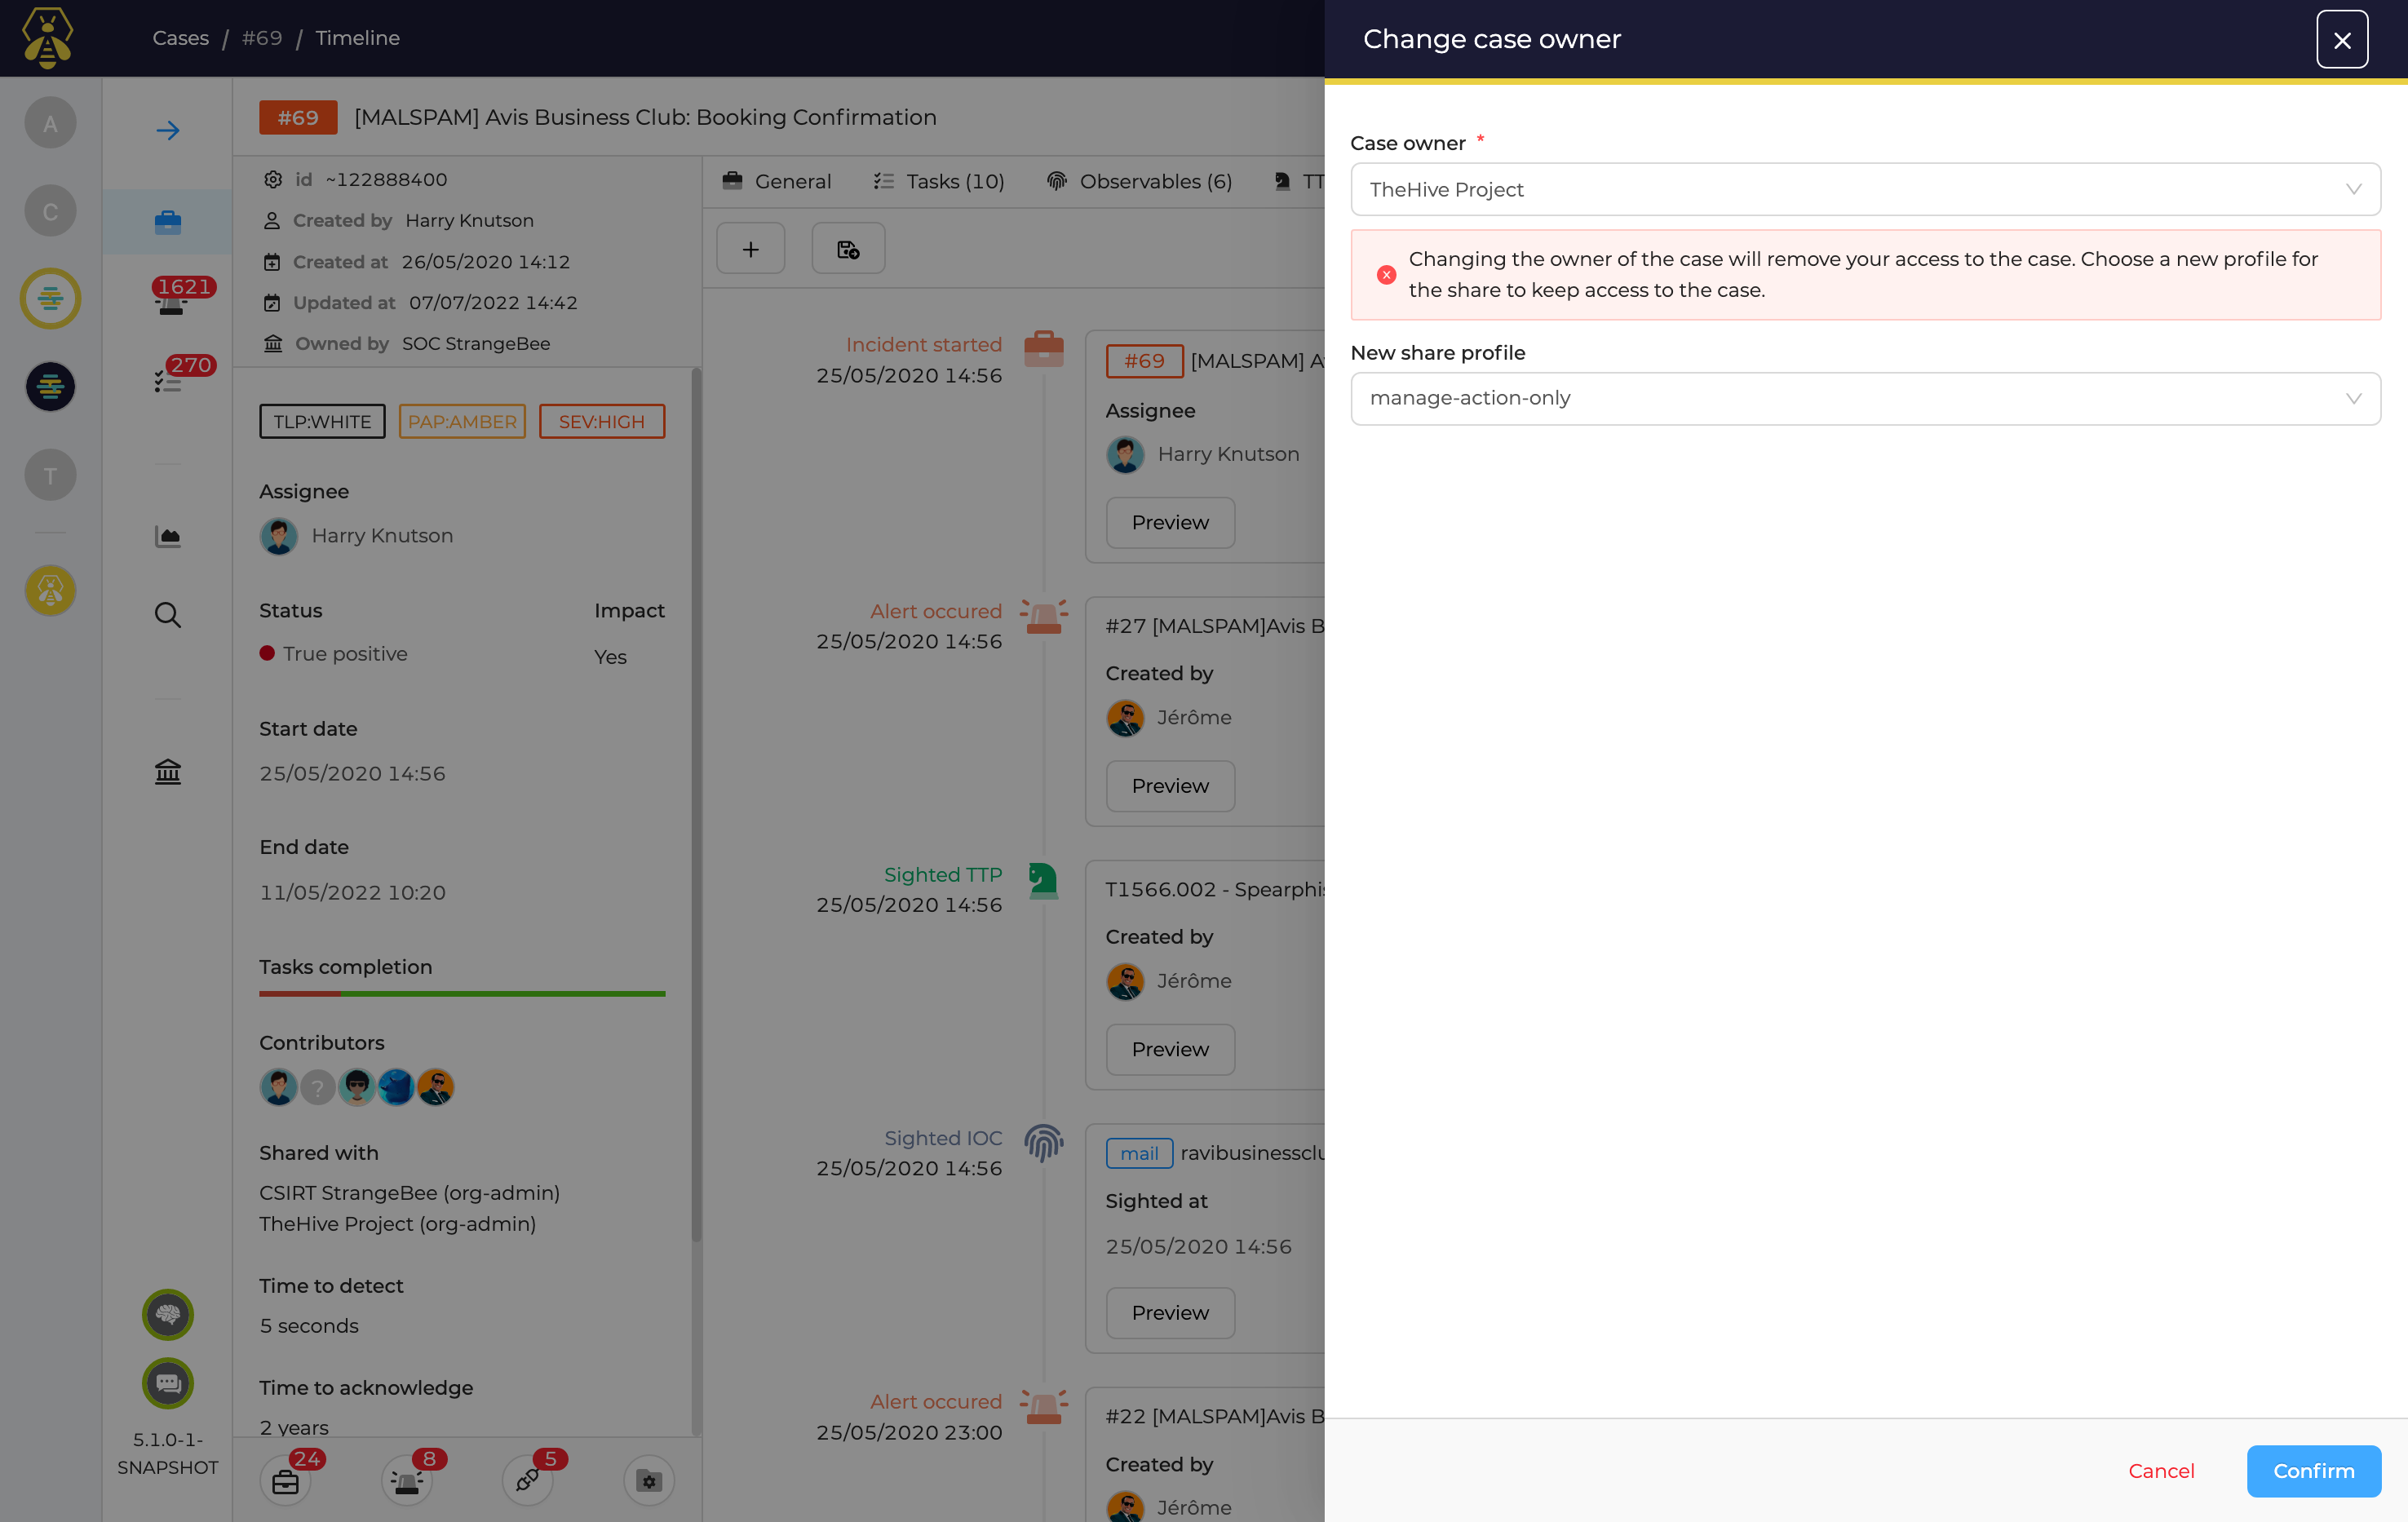 Cases / #69 / Timeline
Change case owner
A
C
T
1621
270
5.1.0-1-
SNAPSHOT
#69 [MALSPAM] Avis Business Club: Booking Confirmation
id ~122888400
Created by Harry Knutson
Created at 26/05/2020 14:12
Updated at 07/07/2022 14:42
Owned by SOC StrangeBee
TLP:WHITE PAP:AMBER SEV:HIGH
Assignee
Harry Knutson
Status Impact
True positive Yes
Start date
25/05/2020 14:56
End date
11/05/2022 10:20
Tasks completion
Contributors
?
Shared with
CSIRT StrangeBee (org-admin)
TheHive Project (org-admin)
Time to detect
5 seconds
Time to acknowledge
2 years
24 8 5
General Tasks (10) Observables (6) TT
+
Incident started
25/05/2020 14:56
#69 [MALSPAM] A
Assignee
Harry Knutson
Preview
Alert occured
25/05/2020 14:56
#27 [MALSPAM]Avis B
Created by
Jérôme
Preview
Sighted TTP
25/05/2020 14:56
T1566.002 - Spearphis
Created by
Jérôme
Preview
Sighted IOC
25/05/2020 14:56
mail ravibusinessclu
Sighted at
25/05/2020 14:56
Preview
Alert occured
25/05/2020 23:00
#22 [MALSPAM]Avis B
Created by
Jérôme
Case owner *
TheHive Project
Changing the owner of the case will remove your access to the case. Choose a new profile for
the share to keep access to the case.
New share profile
manage-action-only
Cancel Confirm